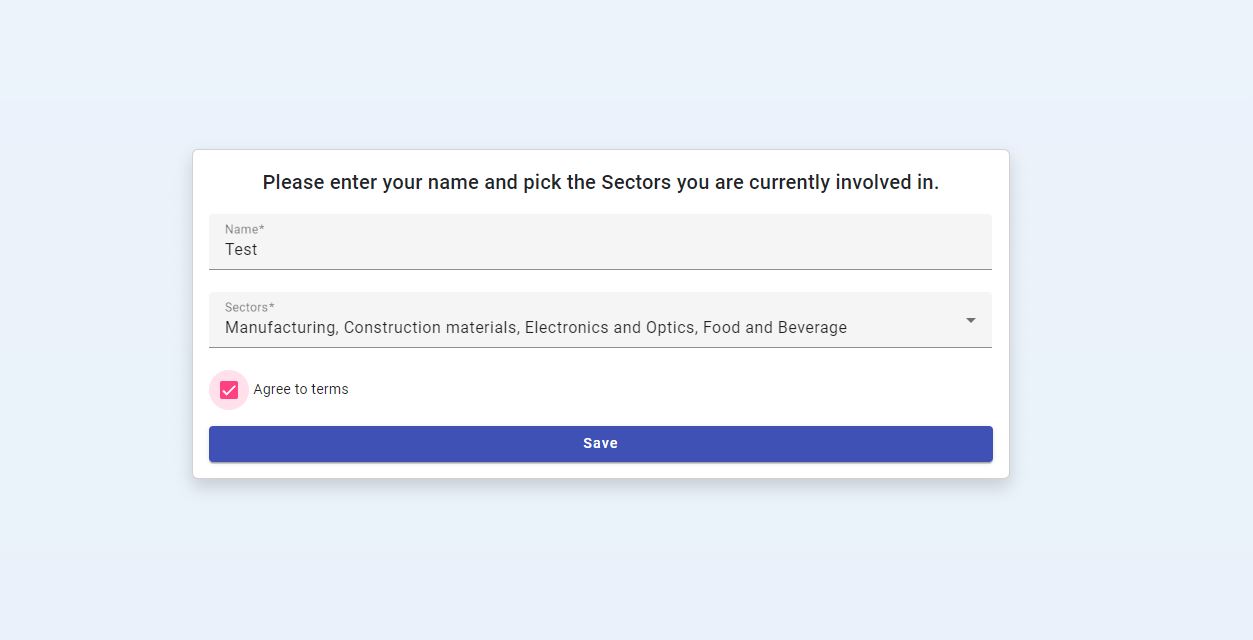 Please enter your name and pick the Sectors you are currently involved in.
Name*
Test
Sectors*
Manufacturing, Construction materials, Electronics and Optics, Food and Beverage
Agree to terms
Save